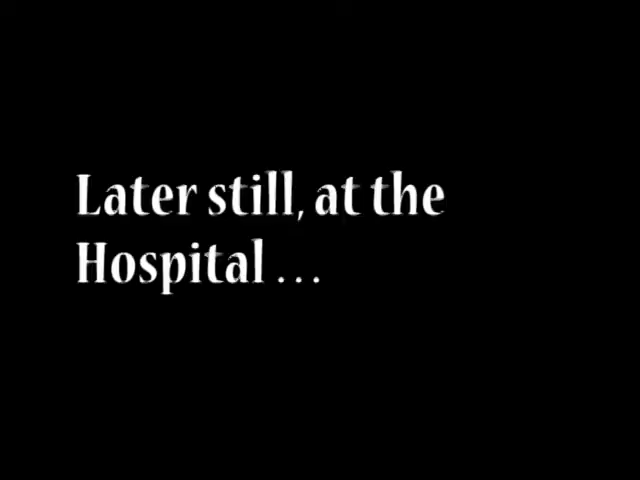 Later still, at the
Hospital ...